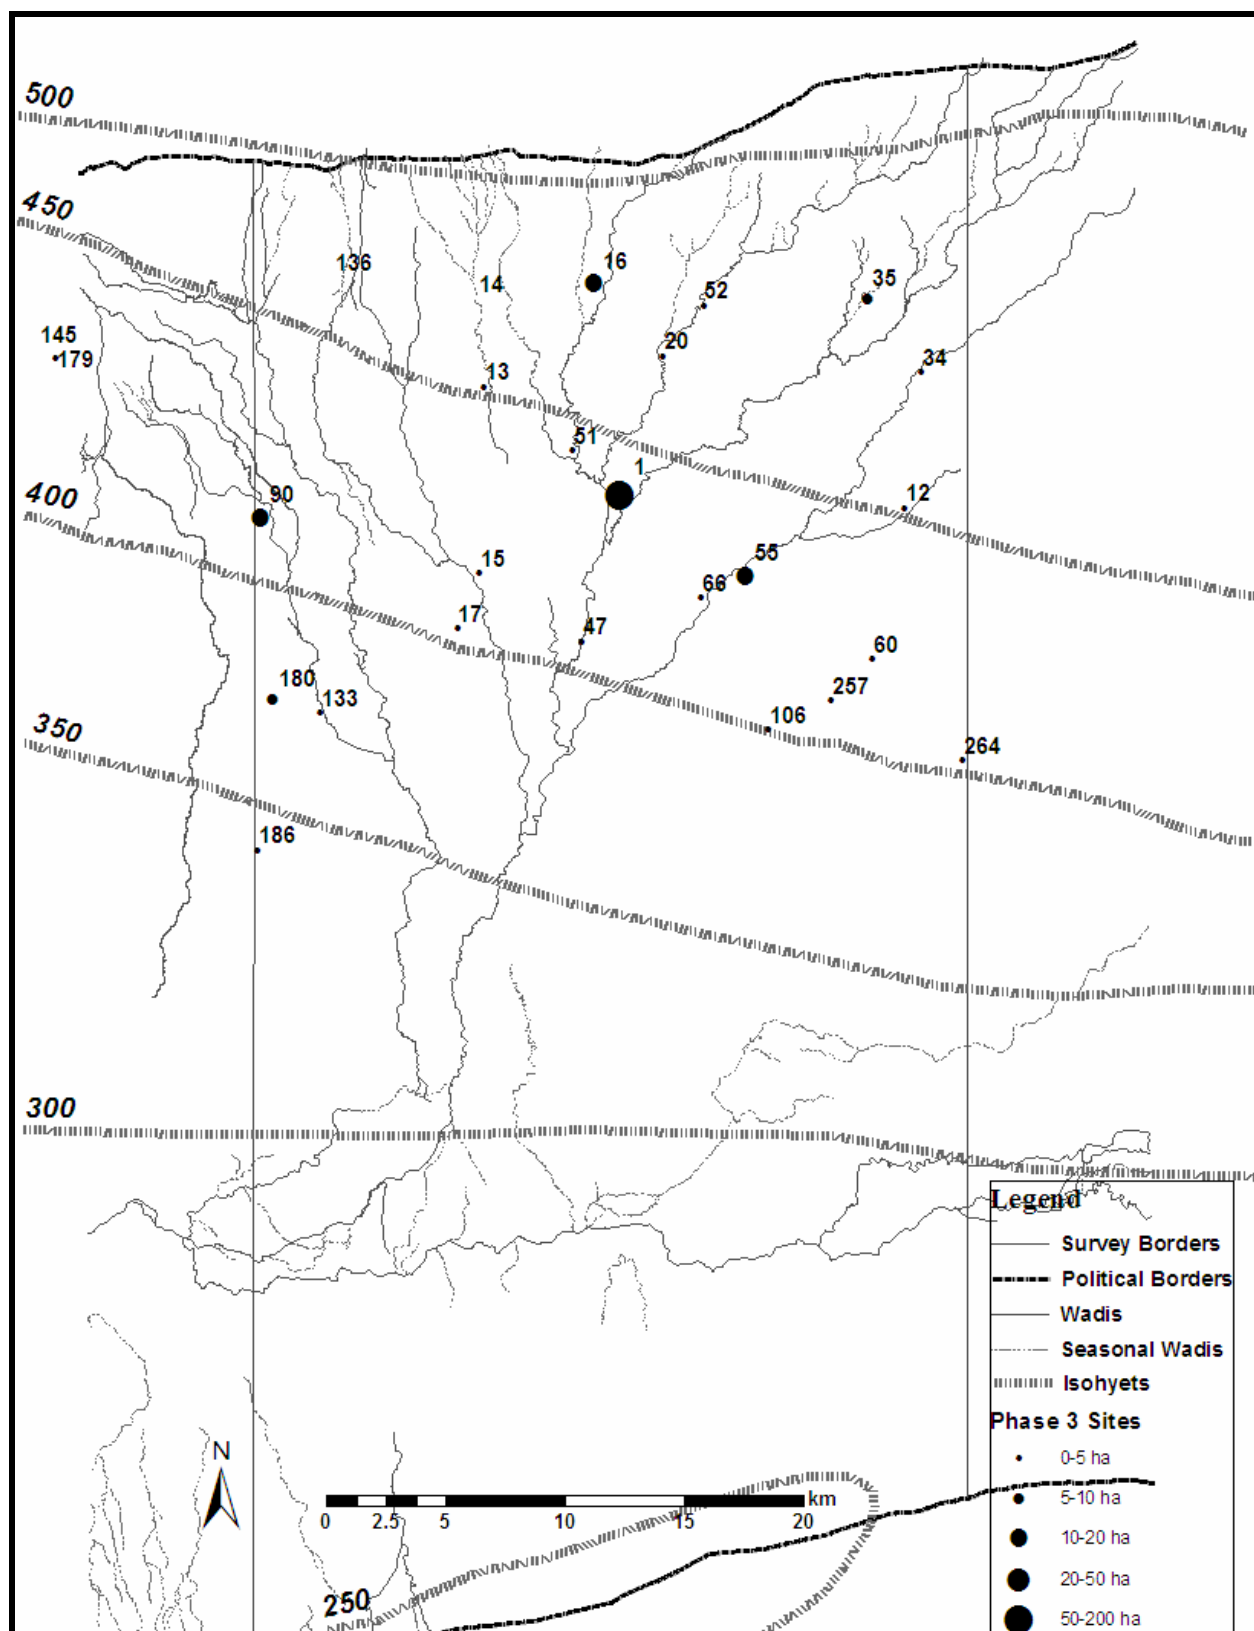 500
450
136
14
16
52
35
145
179
20
34
13
51
1
90
12
400
15
55
66
17
47
60
180
133
257
106
350
264
186
300
Legend
Survey Borders
Political Borders
Wadis
Seasonal Wadis
Isohyets
Phase 3 Sites
0-5 ha
5-10 ha
10-20 ha
20-50 ha
50-200 ha
N
km
0 2.5 5 10 15 20
250